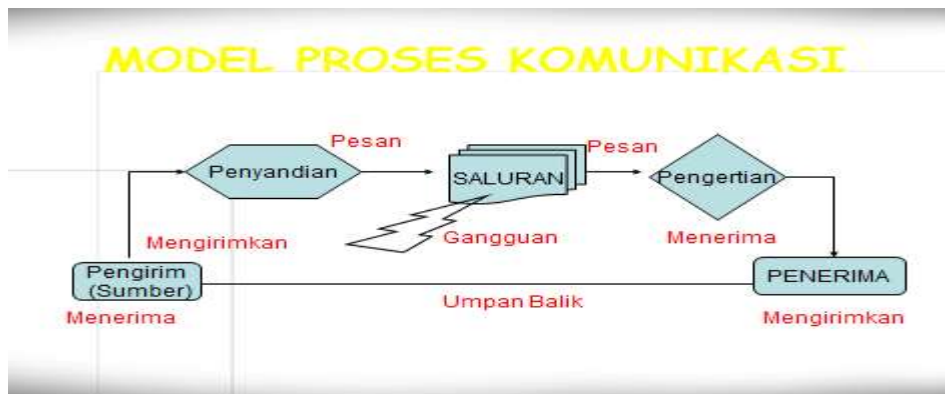 MODEL PROSES KOMUNIKASI
Pesan
Pesan
Penyandian
SALURAN
Pengertian
Mengirimkan
Gangguan
Menerima
Pengirim
(Sumber)
PENERIMA
Umpan Balik
Menerima
Mengirimkan